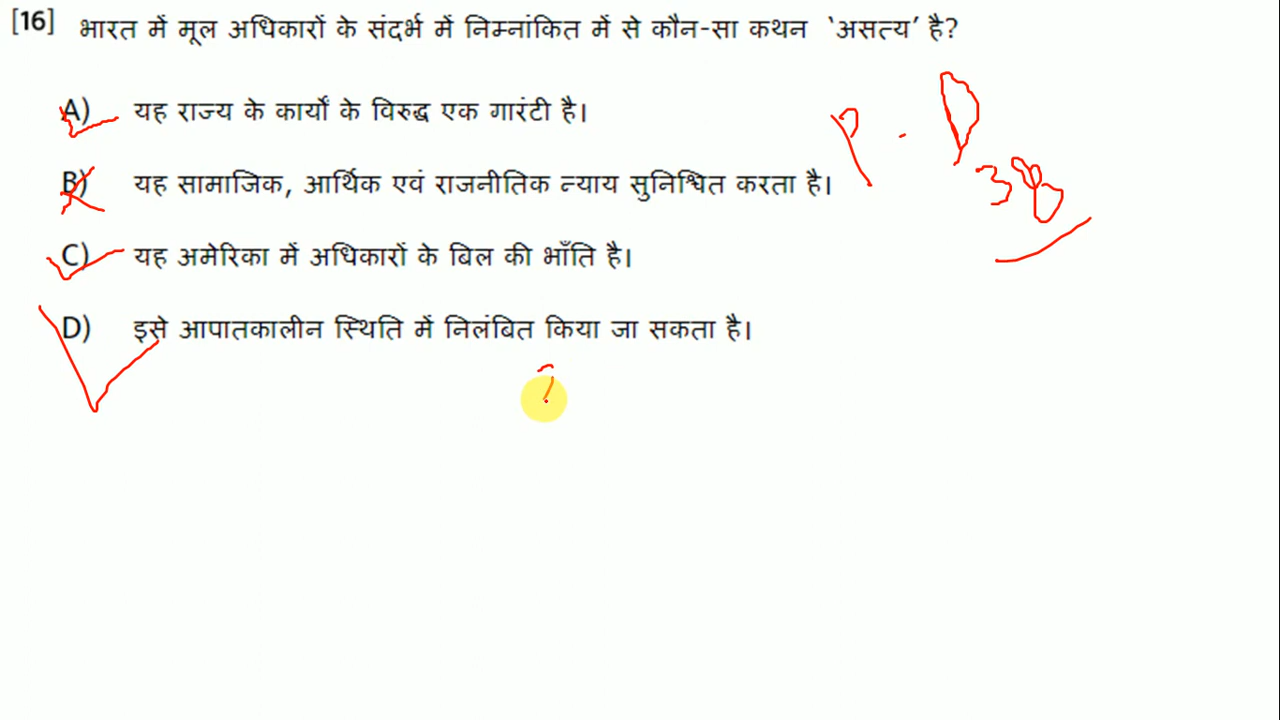 [16] भारत में मूल अधिकारों के संदर्भ में निम्नांकित में से कौन-सा कथन 'असत्य' है?
A) यह राज्य के कार्यों के विरुद्ध एक गारंटी है।
B) यह सामाजिक, आर्थिक एवं राजनीतिक न्याय सुनिश्चित करता है।
C) यह अमेरिका में अधिकारों के बिल की भाँति है।
D) इसे आपातकालीन स्थिति में निलंबित किया जा सकता है।
38